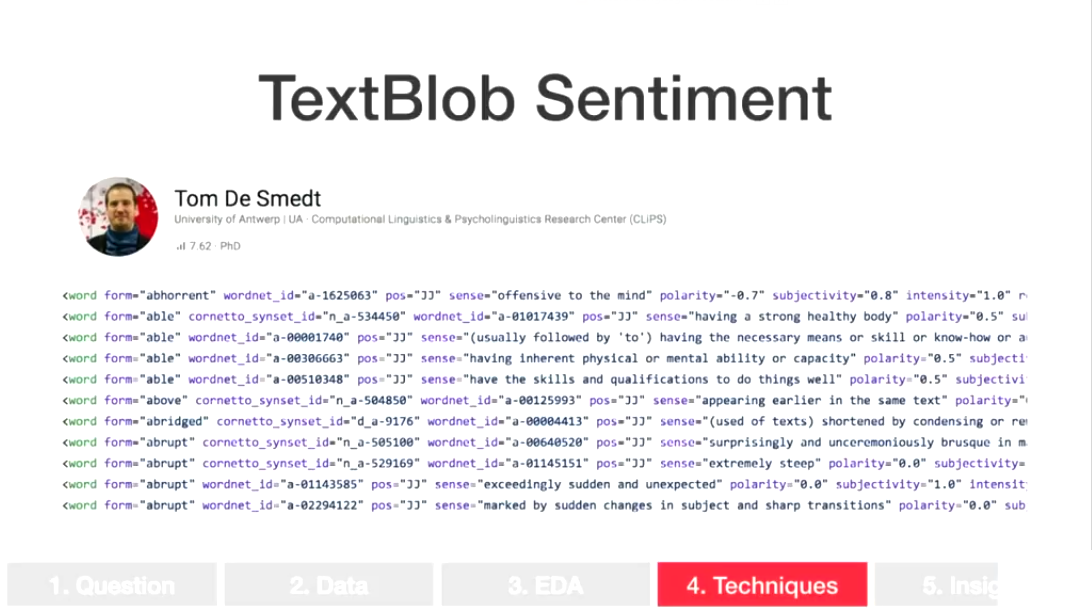 TextBlob Sentiment
Tom De Smedt
University of Antwerp | UA · Computational Linguistics & Psycholinguistics Research Center (CLiPS)
7.62 · PhD
<word form="abhorrent" wordnet_id="a-1625063" pos="JJ" sense="offensive to the mind" polarity="-0.7" subjectivity="0.8" intensity="1.0" r
<word form="able" cornetto_synset_id="n_a-534450" wordnet_id="a-01017439" pos="JJ" sense="having a strong healthy body" polarity="0.5" su
<word form="able" wordnet_id="a-00001740" pos="JJ" sense="(usually followed by 'to') having the necessary means or skill or know-how or a
<word form="able" wordnet_id="a-00306663" pos="JJ" sense="having inherent physical or mental ability or capacity" polarity="0.5" subjecti
<word form="able" wordnet_id="a-00510348" pos="JJ" sense="have the skills and qualifications to do things well" polarity="0.5" subjectivi
<word form="above" cornetto_synset_id="n_a-504850" wordnet_id="a-00125993" pos="JJ" sense="appearing earlier in the same text" polarity="
<word form="abridged" cornetto_synset_id="d_a-9176" wordnet_id="a-00004413" pos="JJ" sense="(used of texts) shortened by condensing or re
<word form="abrupt" cornetto_synset_id="n_a-505100" wordnet_id="a-00640520" pos="JJ" sense="surprisingly and unceremoniously brusque in m
<word form="abrupt" cornetto_synset_id="n_a-529169" wordnet_id="a-01145151" pos="JJ" sense="extremely steep" polarity="0.0" subjectivity=
<word form="abrupt" wordnet_id="a-01143585" pos="JJ" sense="exceedingly sudden and unexpected" polarity="0.0" subjectivity="1.0" intensit
<word form="abrupt" wordnet_id="a-02294122" pos="JJ" sense="marked by sudden changes in subject and sharp transitions" polarity="0.0" sub
1. Question 2. Data 3. EDA 4. Techniques 5. Insig